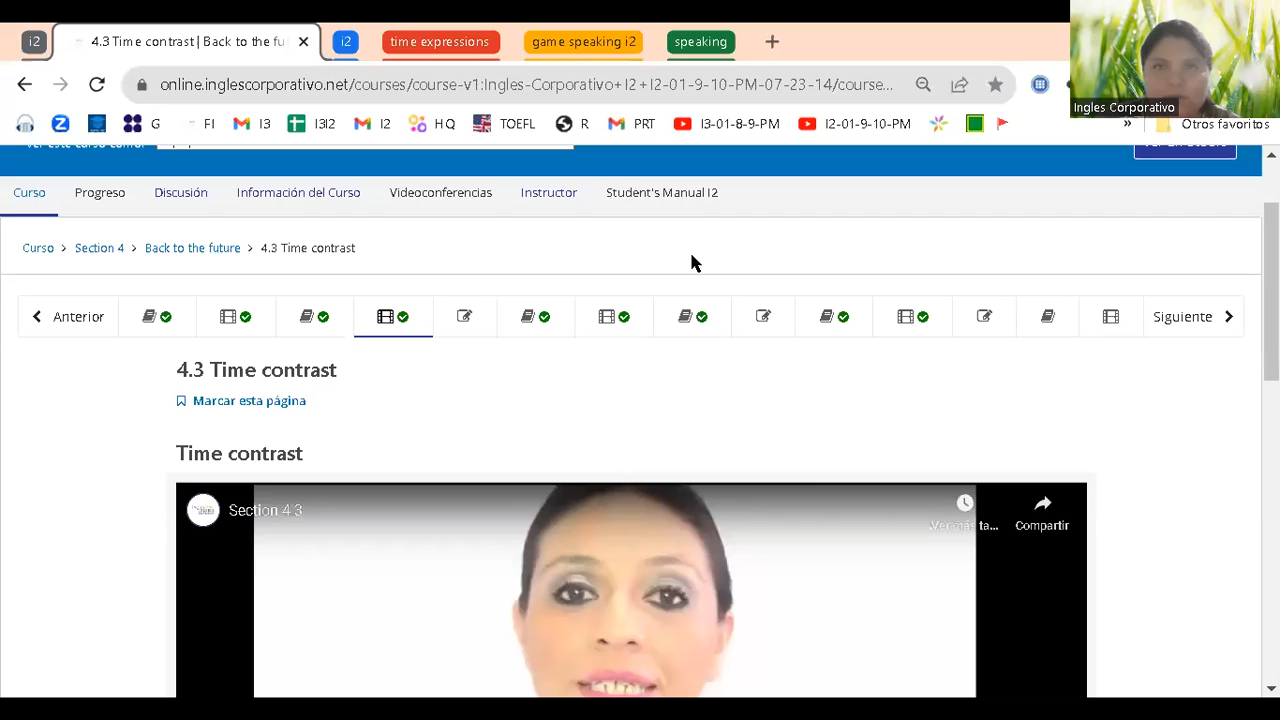 i2
4.3 Time contrast | Back to the fu
i2
time expressions
game speaking i2
speaking
online.inglescorporativo.net/courses/course-v1:Ingles-Corporativo+I2+I2-01-9-10-PM-07-23-14/course...
Ingles Corporativo
G
FI
I3
I3I2
I2
HQ
TOEFL
R
PRT
I3-01-8-9-PM
I2-01-9-10-PM
»
Otros favoritos
Curso
Progreso
Discusión
Información del Curso
Videoconferencias
Instructor
Student's Manual I2
Curso > Section 4 > Back to the future > 4.3 Time contrast
Anterior
Siguiente
4.3 Time contrast
Marcar esta página
Time contrast
Section 4 3
Ver más ta...
Compartir